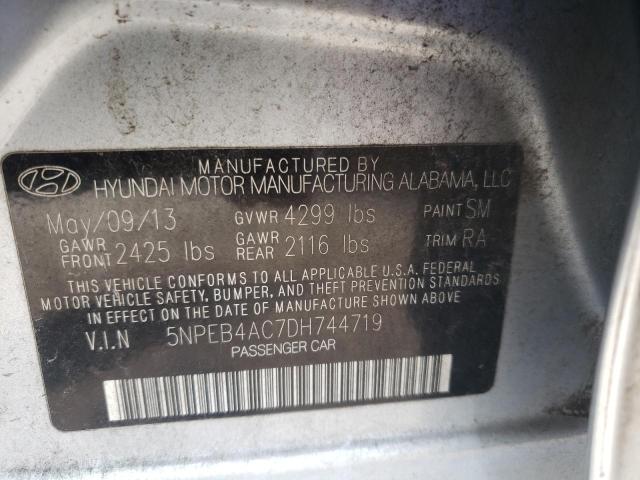 MANUFACTURED BY
HYUNDAI MOTOR MANUFACTURING ALABAMA, LLC
May/09/13 GVWR 4299 lbs PAINT SM
GAWR FRONT 2425 lbs GAWR REAR 2116 lbs TRIM RA
THIS VEHICLE CONFORMS TO ALL APPLICABLE U.S.A. FEDERAL
MOTOR VEHICLE SAFETY, BUMPER, AND THEFT PREVENTION STANDARDS
IN EFFECT ON THE DATE OF MANUFACTURE SHOWN ABOVE.
V.I.N 5NPEB4AC7DH744719
PASSENGER CAR